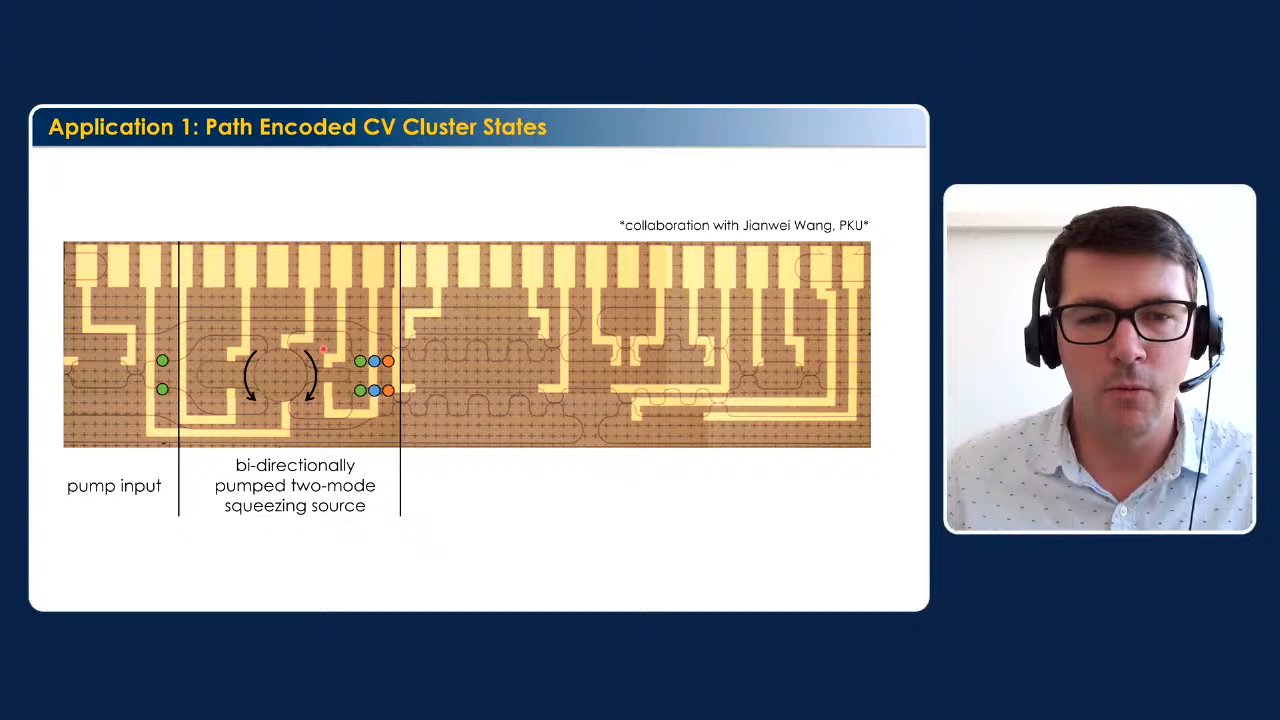 Application 1: Path Encoded CV Cluster States
*collaboration with Jianwei Wang, PKU*
pump input
bi-directionally
pumped two-mode
squeezing source